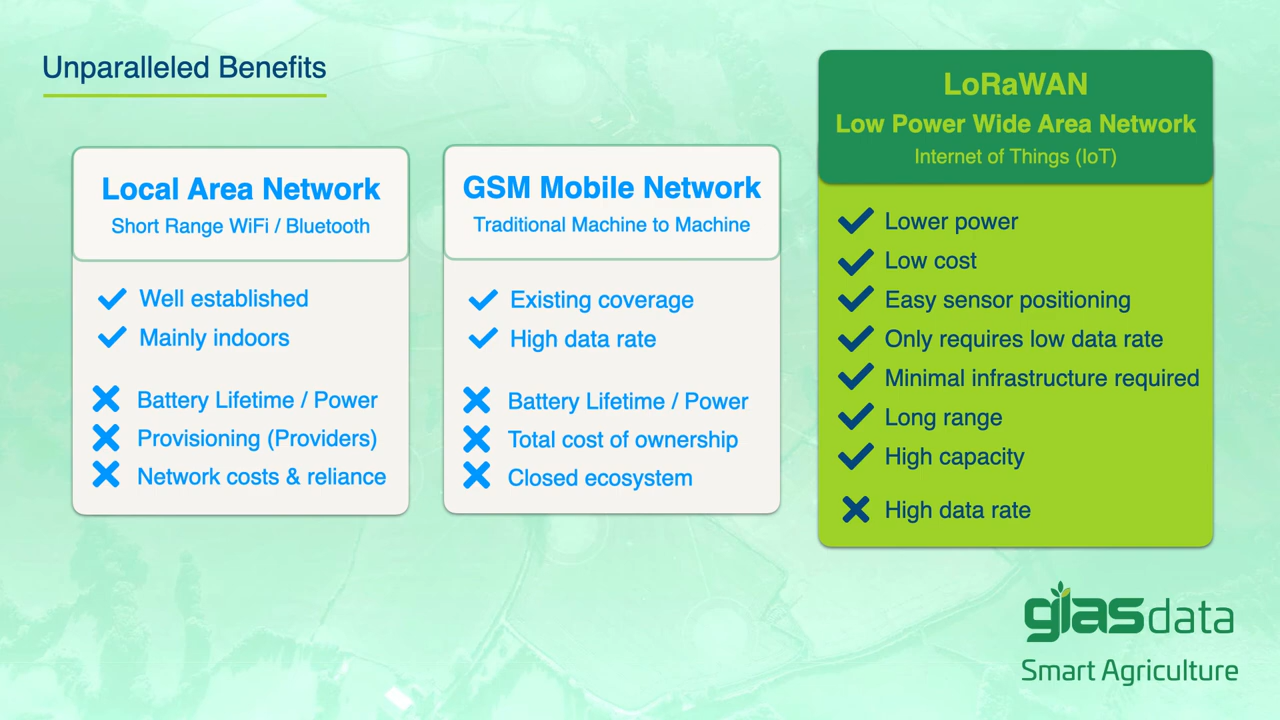 Unparalleled Benefits
Local Area Network
Short Range WiFi / Bluetooth
Well established
Mainly indoors
Battery Lifetime / Power
Provisioning (Providers)
Network costs & reliance
GSM Mobile Network
Traditional Machine to Machine
Existing coverage
High data rate
Battery Lifetime / Power
Total cost of ownership
Closed ecosystem
LoRaWAN
Low Power Wide Area Network
Internet of Things (IoT)
Lower power
Low cost
Easy sensor positioning
Only requires low data rate
Minimal infrastructure required
Long range
High capacity
High data rate
glasdata
Smart Agriculture